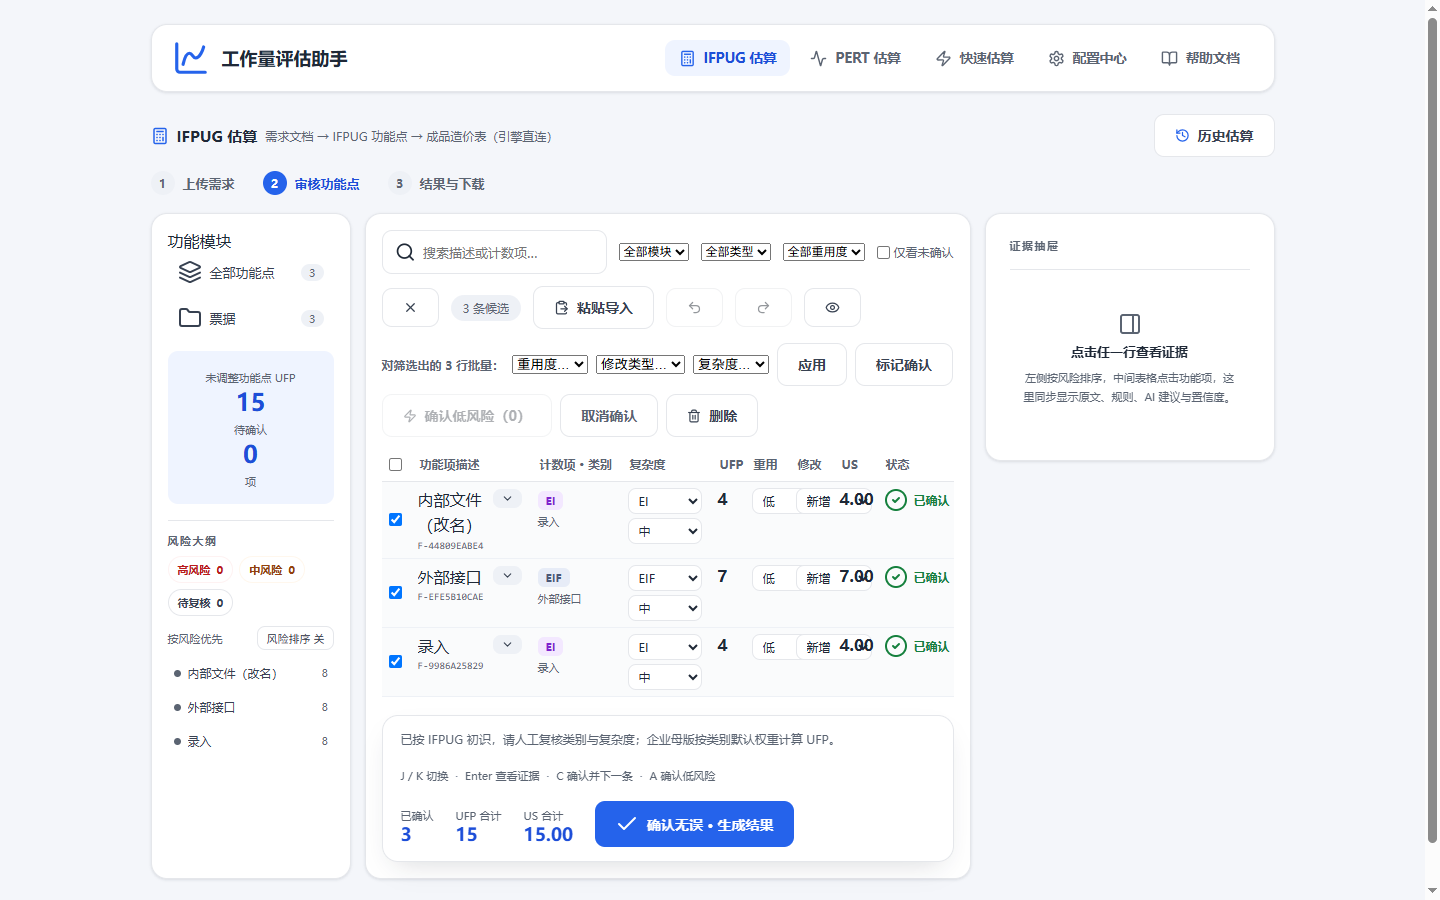 工作量评估助手
IFPUG 估算
PERT 估算
快速估算
配置中心
帮助文档
IFPUG 估算 需求文档 → IFPUG 功能点 → 成品造价表（引擎直连）
历史估算
1 上传需求
2 审核功能点
3 结果与下载
功能模块
全部功能点 3
票据 3
未调整功能点 UFP
15
待确认
0
项
风险大纲
高风险 0
中风险 0
待复核 0
按风险优先
风险排序 关
内部文件（改名） 8
外部接口 8
录入 8
搜索描述或计数项...
全部模块
全部类型
全部重用度
仅看未确认
3 条候选
粘贴导入
对筛选出的 3 行批量：
重用度...
修改类型...
复杂度...
应用
标记确认
确认低风险（0）
取消确认
删除
功能项描述 计数项 • 类别 复杂度 UFP 重用 修改 US 状态
内部文件（改名）
F-44809EABE4
EI
录入
EI
中
4 低 新增 4.00 已确认
外部接口
F-EFE5B10CAE
EIF
外部接口
EIF
中
7 低 新增 7.00 已确认
录入
F-9986A25829
EI
录入
EI
中
4 低 新增 4.00 已确认
已按 IFPUG 初识，请人工复核类别与复杂度；企业母版按类别默认权重计算 UFP。
J / K 切换 · Enter 查看证据 · C 确认并下一条 · A 确认低风险
已确认
3
UFP 合计
15
US 合计
15.00
确认无误 • 生成结果
证据抽屉
点击任一行查看证据
左侧按风险排序，中间表格点击功能项，这
里同步显示原文、规则、AI 建议与置信度。